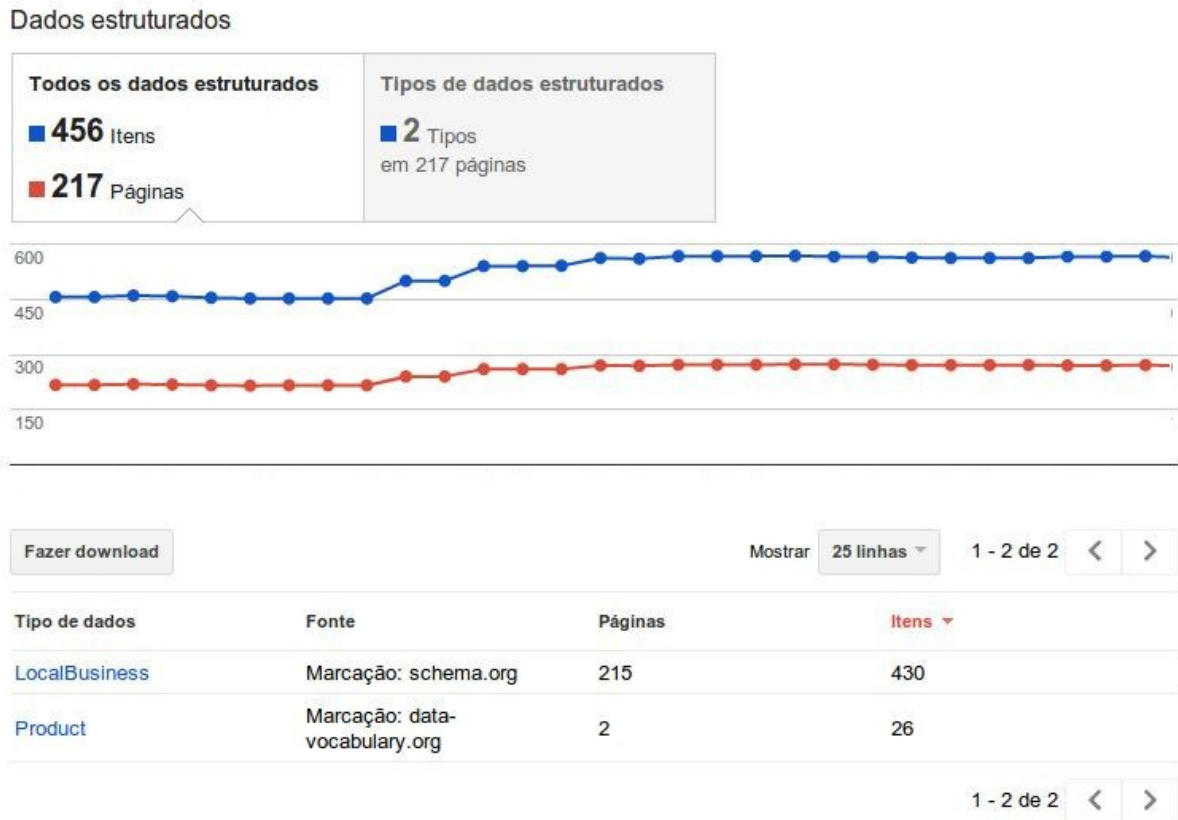 Dados estruturados
Todos os dados estruturados
456 Itens
217 Páginas
Tipos de dados estruturados
2 Tipos
em 217 páginas
600
450
300
150
Fazer download
Mostrar 25 linhas 1 - 2 de 2
Tipo de dados Fonte Páginas Itens
LocalBusiness Marcação: schema.org 215 430
Product Marcação: data-
vocabulary.org 2 26
1 - 2 de 2